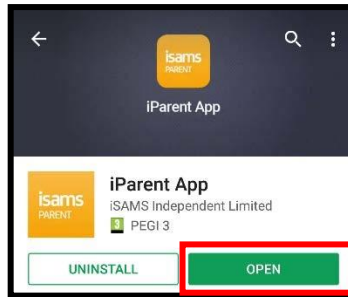 isams
PARENT
iParent App
isams
PARENT
iParent App
iSAMS Independent Limited
3 PEGI 3
UNINSTALL
OPEN